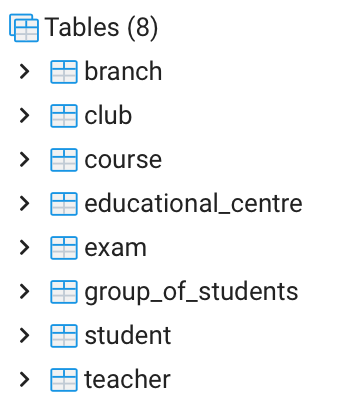 Tables (8)
branch
club
course
educational_centre
exam
group_of_students
student
teacher